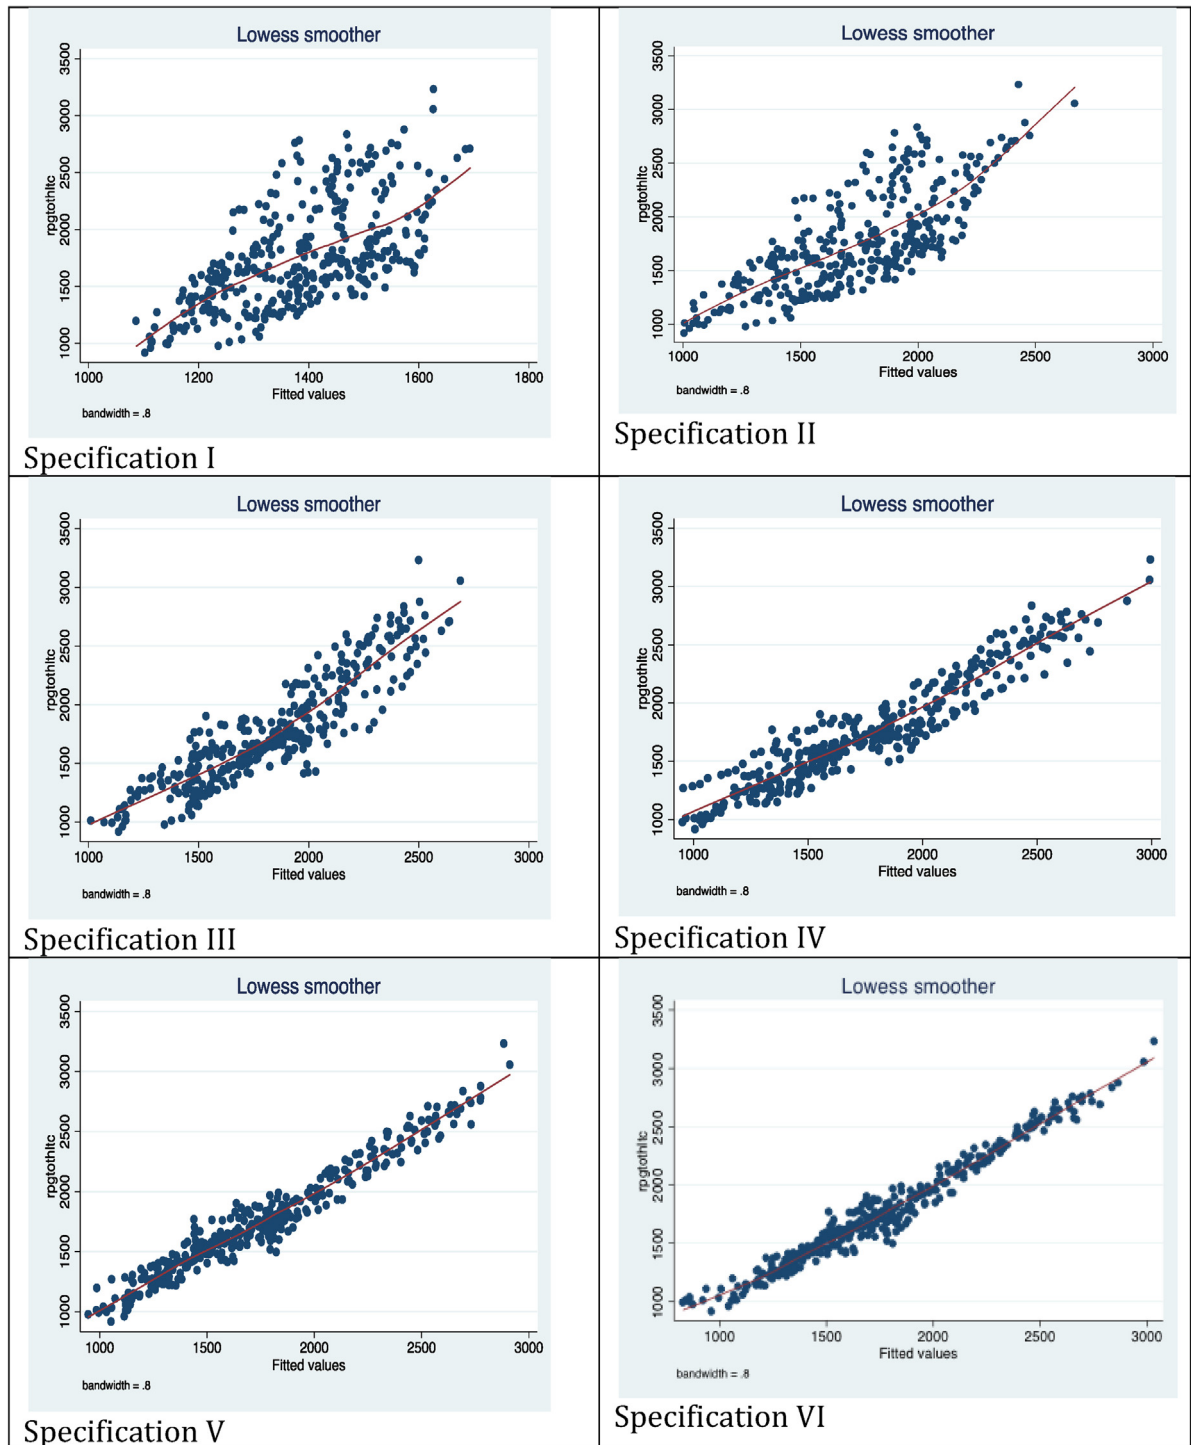 Lowess smoother
rpgtothltc
3500
3000
2500
2000
1500
1000
1000 1200 1400 1600 1800
Fitted values
bandwidth = .8
Specification I
Lowess smoother
rpgtothltc
3500
3000
2500
2000
1500
1000
1000 1500 2000 2500 3000
Fitted values
bandwidth = .8
Specification II
Lowess smoother
rpgtothltc
3500
3000
2500
2000
1500
1000
1000 1500 2000 2500 3000
Fitted values
bandwidth = .8
Specification III
Lowess smoother
rpgtothltc
3500
3000
2500
2000
1500
1000
1000 1500 2000 2500 3000
Fitted values
bandwidth = .8
Specification IV
Lowess smoother
rpgtothltc
3500
3000
2500
2000
1500
1000
1000 1500 2000 2500 3000
Fitted values
bandwidth = .8
Specification V
Lowess smoother
rpgtothltc
3500
3000
2500
2000
1500
1000
1000 1500 2000 2500 3000
Fitted values
bandwidth = .8
Specification VI